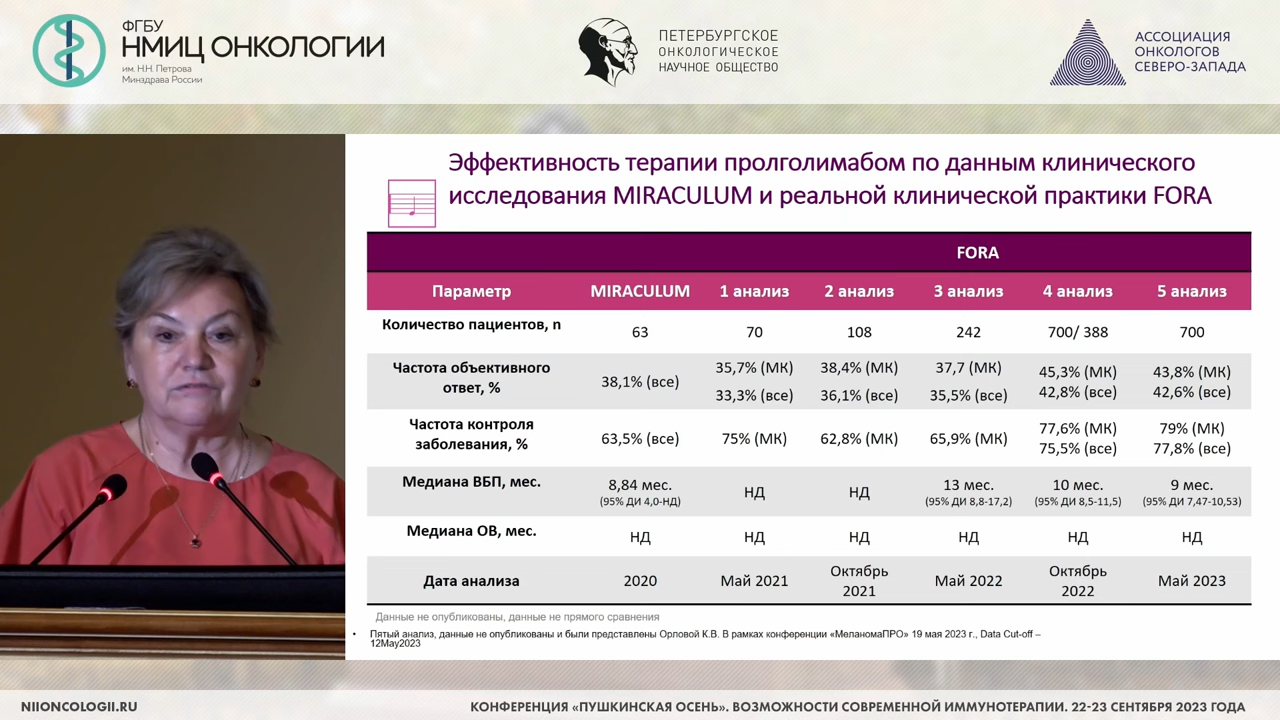 ФГБУ
НМИЦ ОНКОЛОГИИ
им. Н.Н. Петрова
Минздрава России
ПЕТЕРБУРГСКОЕ
ОНКОЛОГИЧЕСКОЕ
НАУЧНОЕ ОБЩЕСТВО
АССОЦИАЦИЯ
ОНКОЛОГОВ
СЕВЕРО-ЗАПАДА
Эффективность терапии пролголимабом по данным клинического
исследования MIRACULUM и реальной клинической практики FORA
FORA
Параметр MIRACULUM 1 анализ 2 анализ 3 анализ 4 анализ 5 анализ
Количество пациентов, n 63 70 108 242 700/ 388 700
Частота объективного ответ, % 38,1% (все) 35,7% (МК) 33,3% (все) 38,4% (МК) 36,1% (все) 37,7 (МК) 35,5% (все) 45,3% (МК) 42,8% (все) 43,8% (МК) 42,6% (все)
Частота контроля заболевания, % 63,5% (все) 75% (МК) 62,8% (МК) 65,9% (МК) 77,6% (МК) 75,5% (все) 79% (МК) 77,8% (все)
Медиана ВБП, мес. 8,84 мес. (95% ДИ 4,0-НД) НД НД 13 мес. (95% ДИ 8,8-17,2) 10 мес. (95% ДИ 8,5-11,5) 9 мес. (95% ДИ 7,47-10,53)
Медиана ОВ, мес. НД НД НД НД НД НД
Дата анализа 2020 Май 2021 Октябрь 2021 Май 2022 Октябрь 2022 Май 2023
Данные не опубликованы, данные не прямого сравнения
• Пятый анализ, данные не опубликованы и были представлены Орловой К.В. В рамках конференции «МеланомаПРО» 19 мая 2023 г., Data Cut-off –
12May2023
NIIONCOLOGII.RU
КОНФЕРЕНЦИЯ «ПУШКИНСКАЯ ОСЕНЬ». ВОЗМОЖНОСТИ СОВРЕМЕННОЙ ИММУНОТЕРАПИИ. 22-23 СЕНТЯБРЯ 2023 ГОДА